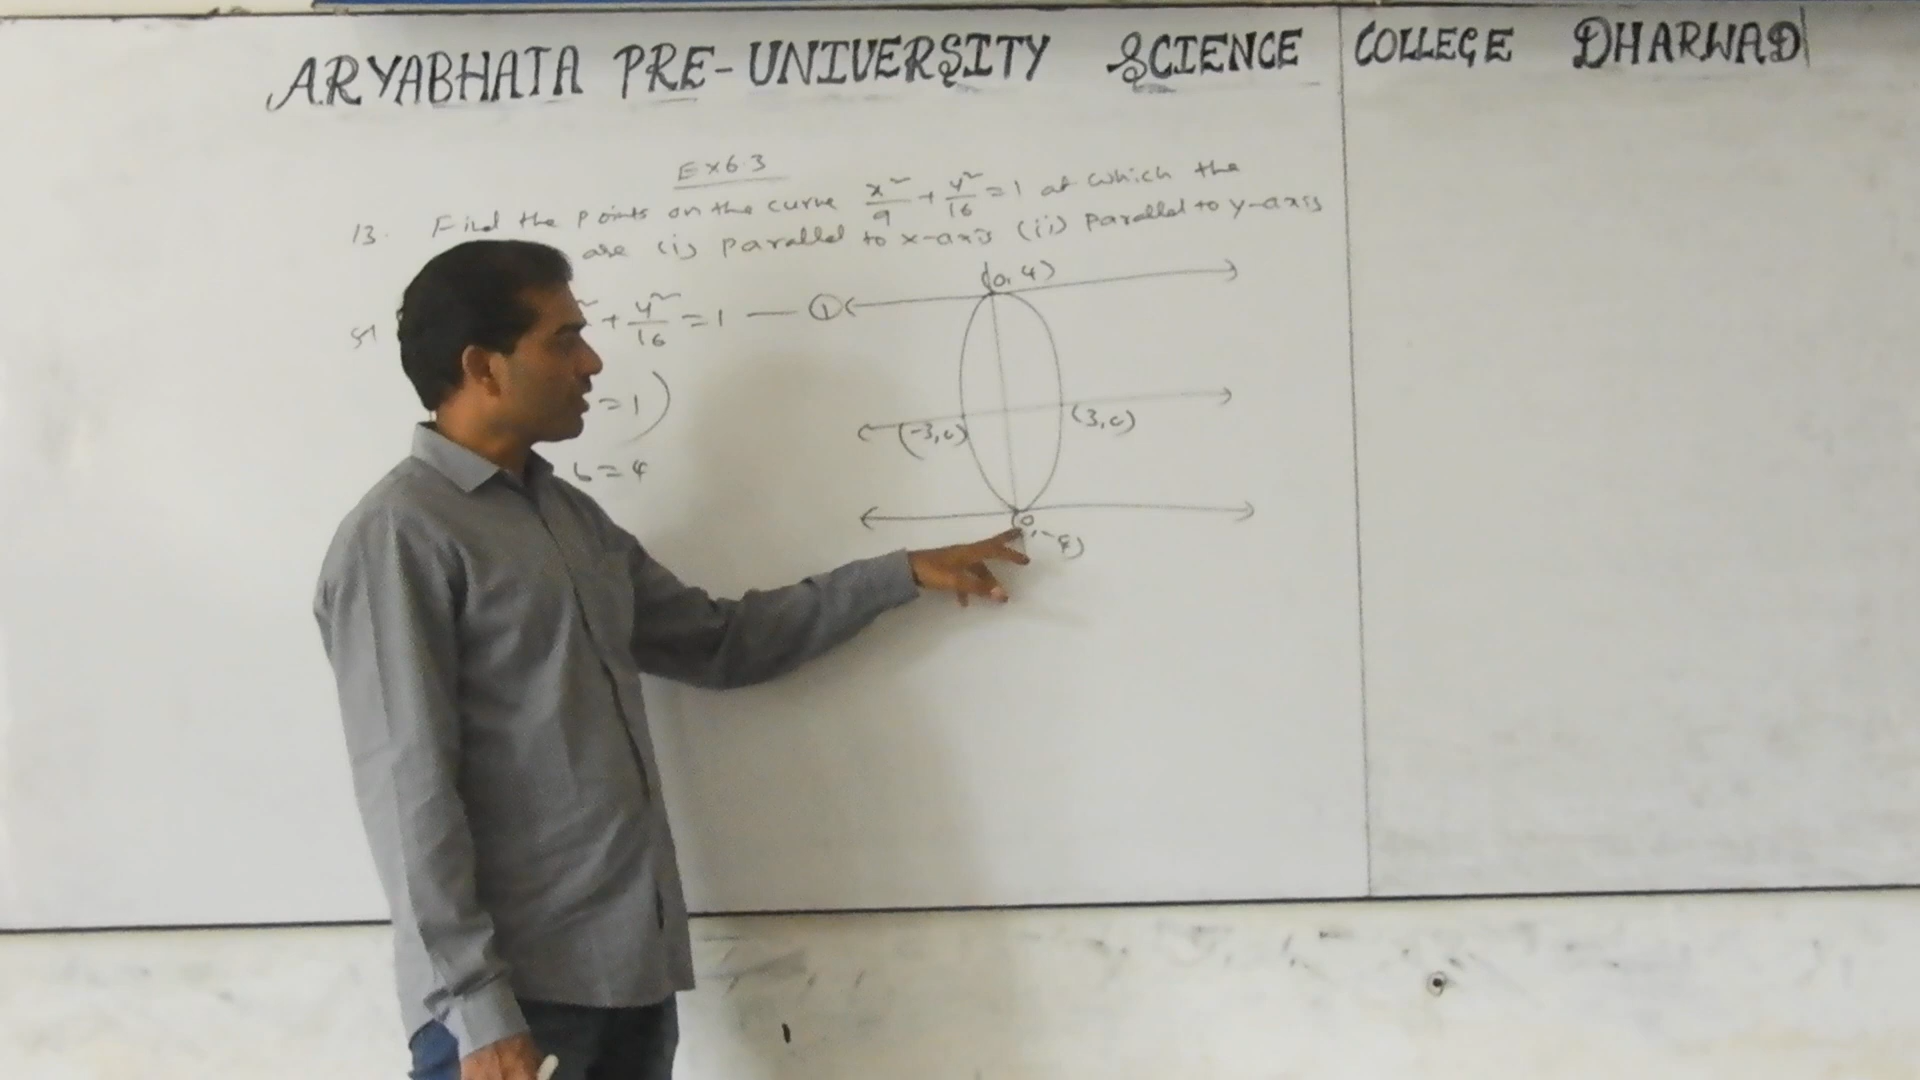 ARYABHATA PRE-UNIVERSITY SCIENCE COLLEGE DHARWAD
Ex 6.3
13. Find the points on the curve x²/9 + y²/16 = 1 at which the
are (i) parallel to x-axis (ii) parallel to y-axis
+ y²/16 = 1 — ①
(0, 4)
= 1)
(-3, 0)
(3, 0)
b = 4
(0, -4)